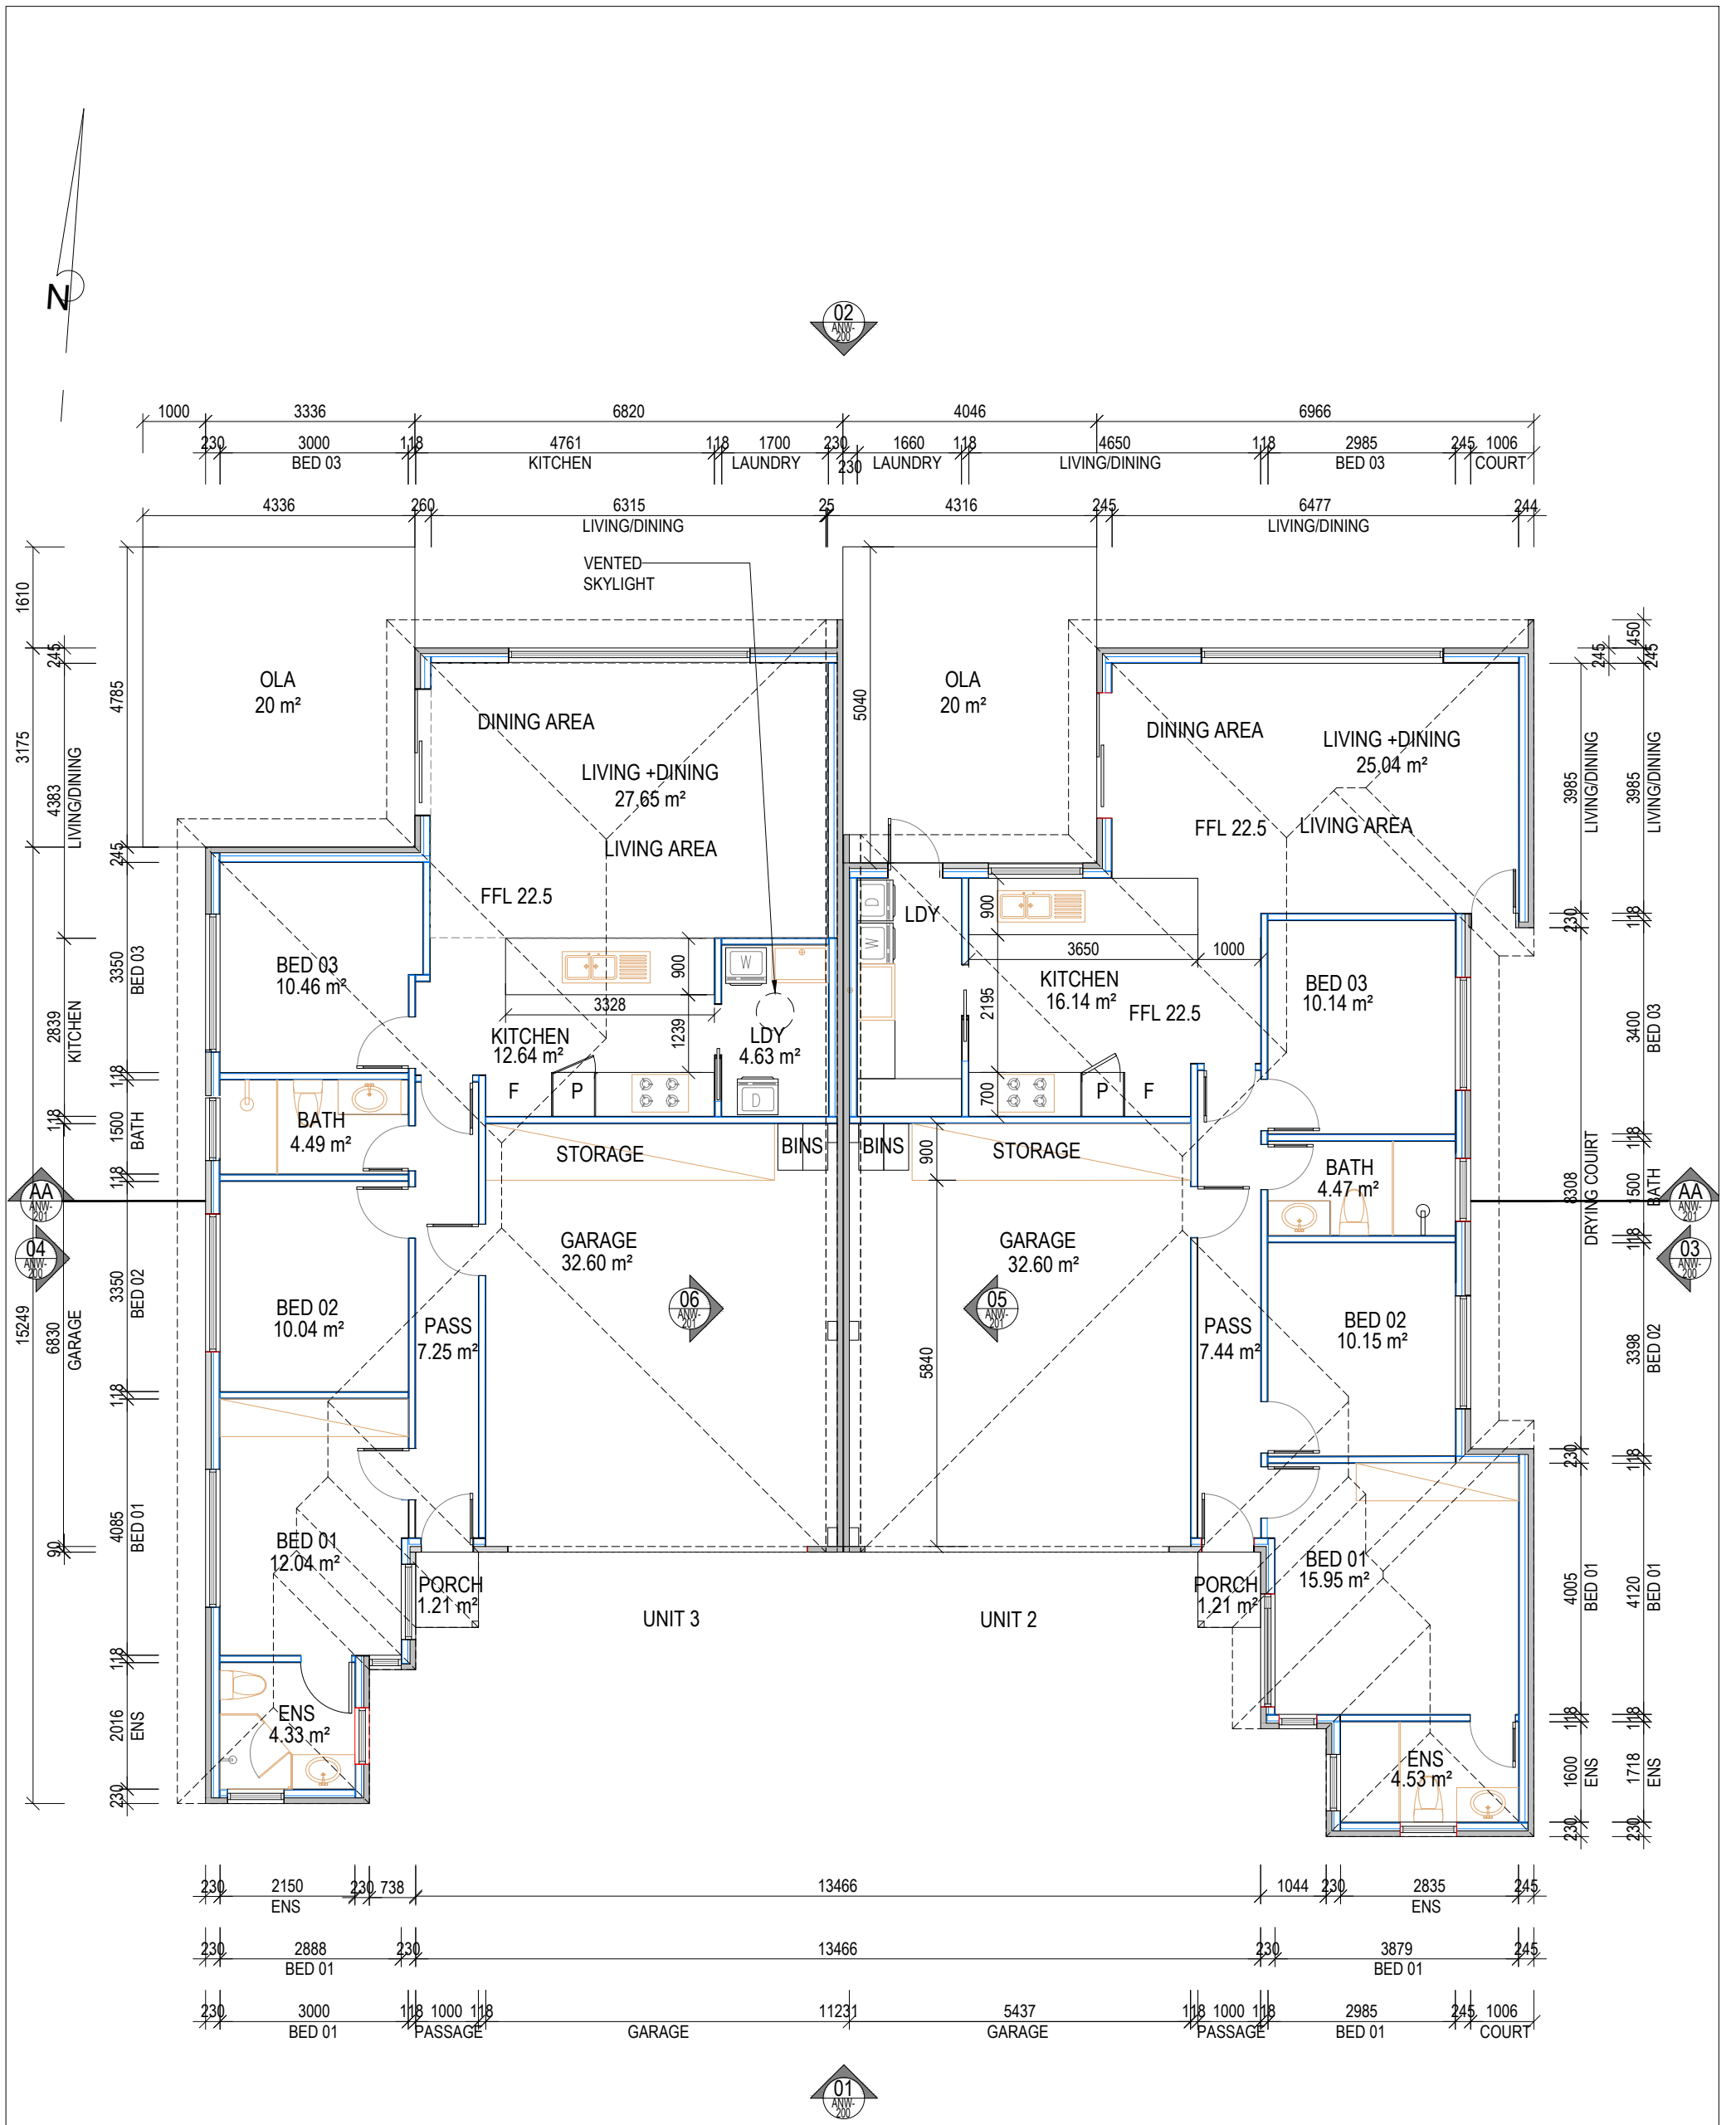 N
02
ANW-
200
1000 3336 6820 4046 6966
230 3000 118 4761 118 1700 230 230 1660 118 4650 118 2985 245 1006
BED 03 KITCHEN LAUNDRY LAUNDRY LIVING/DINING BED 03 COURT
4336 260 6315 25 4316 245 6477 244
LIVING/DINING LIVING/DINING
VENTED
SKYLIGHT
1610
3175
15249
245
4383
LIVING/DINING
2839
KITCHEN
118
6830
GARAGE
90
4785
245
3350
BED 03
118
1500
BATH
118
3350
BED 02
118
4085
BED 01
118
2016
ENS
230
OLA
20 m²
DINING AREA
LIVING +DINING
27.65 m²
LIVING AREA
FFL 22.5
BED 03
10.46 m²
900
3328
KITCHEN
12.64 m²
1239
W
LDY
4.63 m²
D
F
P
BATH
4.49 m²
STORAGE
BINS
GARAGE
32.60 m²
BED 02
10.04 m²
PASS
7.25 m²
06
ANW-
201
BED 01
12.04 m²
PORCH
1.21 m²
UNIT 3
ENS
4.33 m²
5040
OLA
20 m²
DINING AREA
LIVING +DINING
25.04 m²
FFL 22.5
LIVING AREA
D
W
LDY
900
3650
1000
KITCHEN
16.14 m²
2195
FFL 22.5
700
P
F
BED 03
10.14 m²
BINS
900
STORAGE
BATH
4.47 m²
GARAGE
32.60 m²
05
ANW-
201
5840
PASS
7.44 m²
BED 02
10.15 m²
BED 01
15.95 m²
PORCH
1.21 m²
UNIT 2
ENS
4.53 m²
245
3985
LIVING/DINING
230
8308
DRYING COURT
230
4005
BED 01
118
1600
ENS
230
450
245
3985
LIVING/DINING
118
3400
BED 03
118
1500
BATH
118
3398
BED 02
118
4120
BED 01
118
1718
ENS
230
AA
ANW-
201
04
ANW-
200
AA
ANW-
201
03
ANW-
200
230 2150 230 738 13466 1044 230 2835 245
ENS ENS
230 2888 230 13466 230 3879 245
BED 01 BED 01
230 3000 118 1000 118 11231 5437 118 1000 118 2985 245 1006
BED 01 PASSAGE GARAGE GARAGE PASSAGE BED 01 COURT
01
ANW-
200